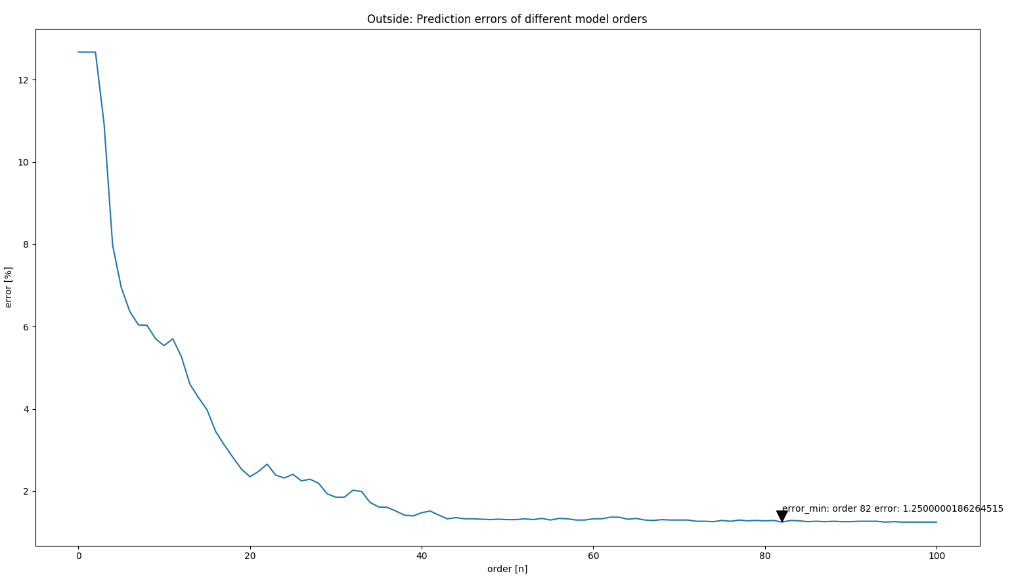 Outside: Prediction errors of different model orders
error [%]
12
10
8
6
4
2
error_min: order 82 error: 1.2500000186264515
0 20 40 60 80 100
order [n]